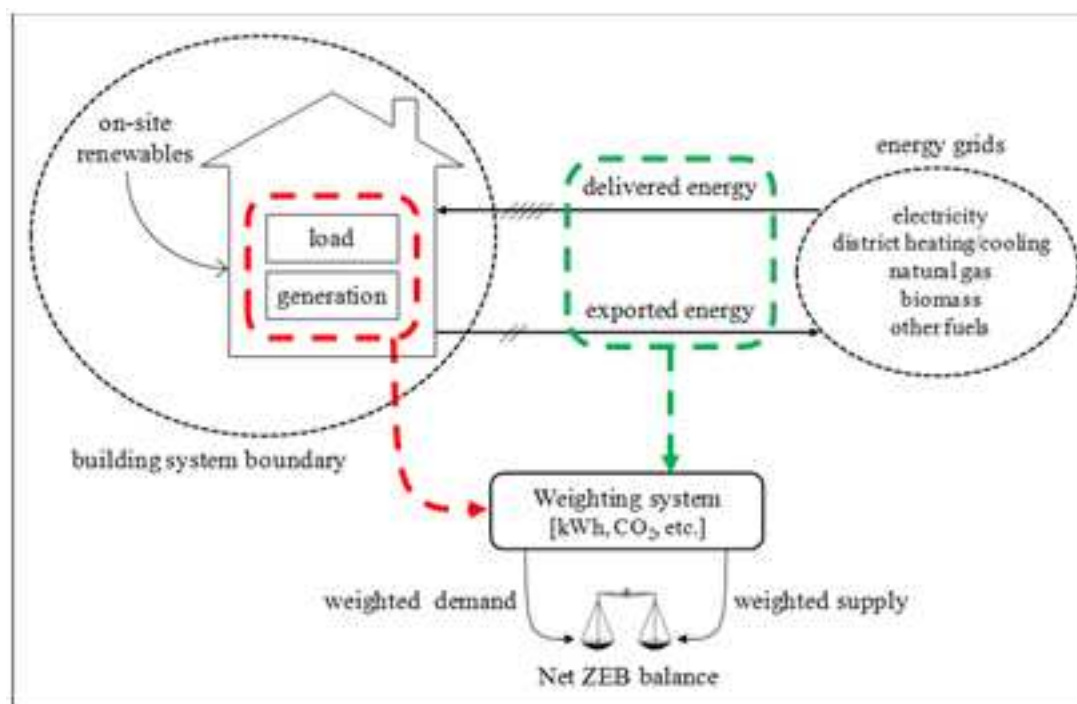 on-site
renewables
load
generation
building system boundary
delivered energy
exported energy
energy grids
electricity
district heating/cooling
natural gas
biomass
other fuels
Weighting system
[kWh, CO₂, etc.]
weighted demand
weighted supply
Net ZEB balance